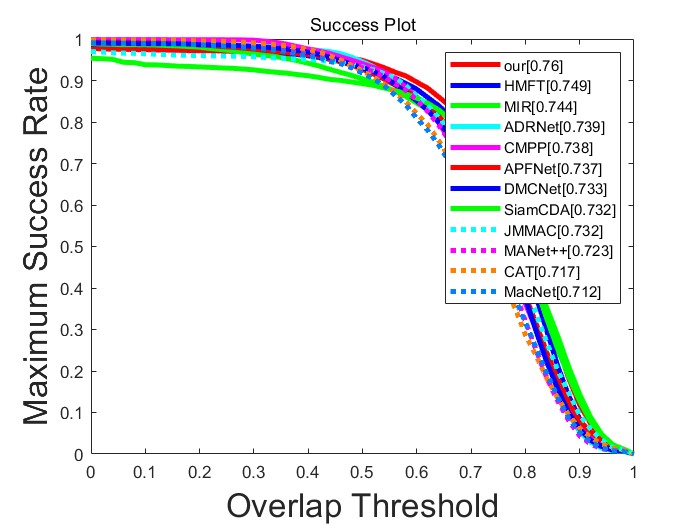 Success Plot
Maximum Success Rate
1
0.9
0.8
0.7
0.6
0.5
0.4
0.3
0.2
0.1
0
our[0.76]
HMFT[0.749]
MIR[0.744]
ADRNet[0.739]
CMPP[0.738]
APFNet[0.737]
DMCNet[0.733]
SiamCDA[0.732]
JMMAC[0.732]
MANet++[0.723]
CAT[0.717]
MacNet[0.712]
0 0.1 0.2 0.3 0.4 0.5 0.6 0.7 0.8 0.9 1
Overlap Threshold